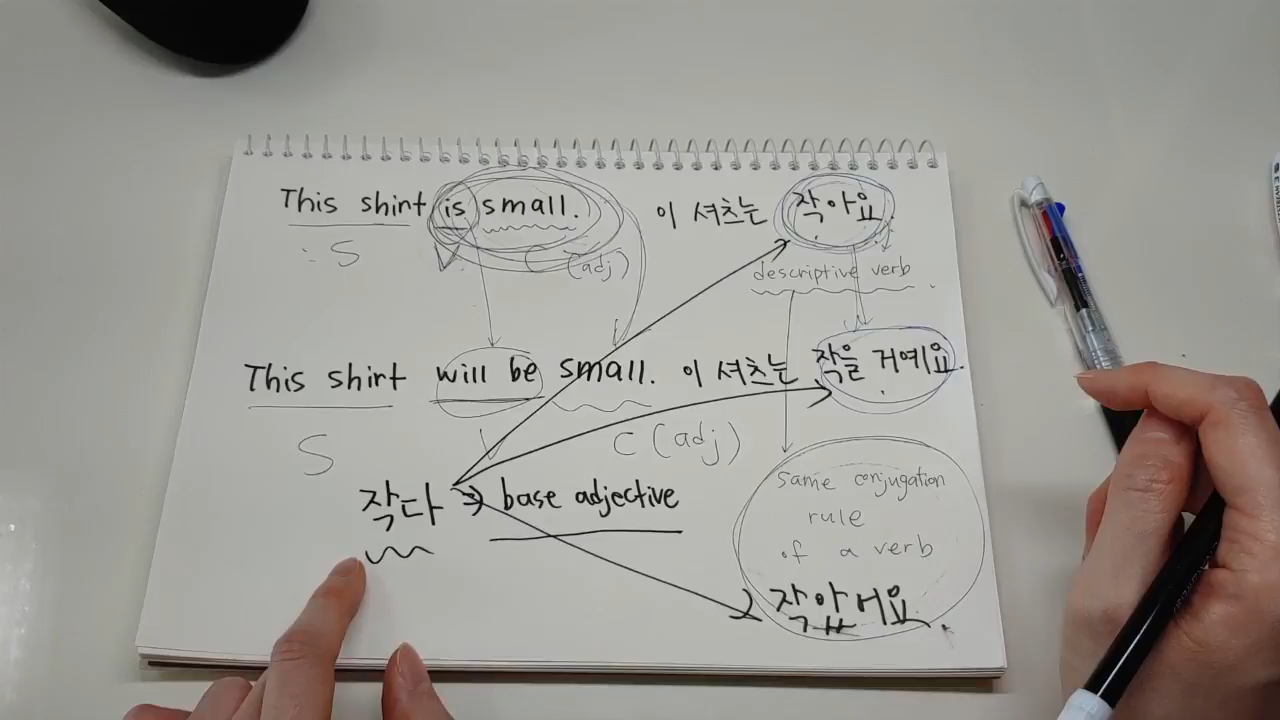 This shirt is small. 이 셔츠는 작아요.
S C (adj) descriptive verb
This shirt will be small. 이 셔츠는 작을 거예요.
S C (adj)
작다 → base adjective
same conjugation
rule
of a verb
작았어요.